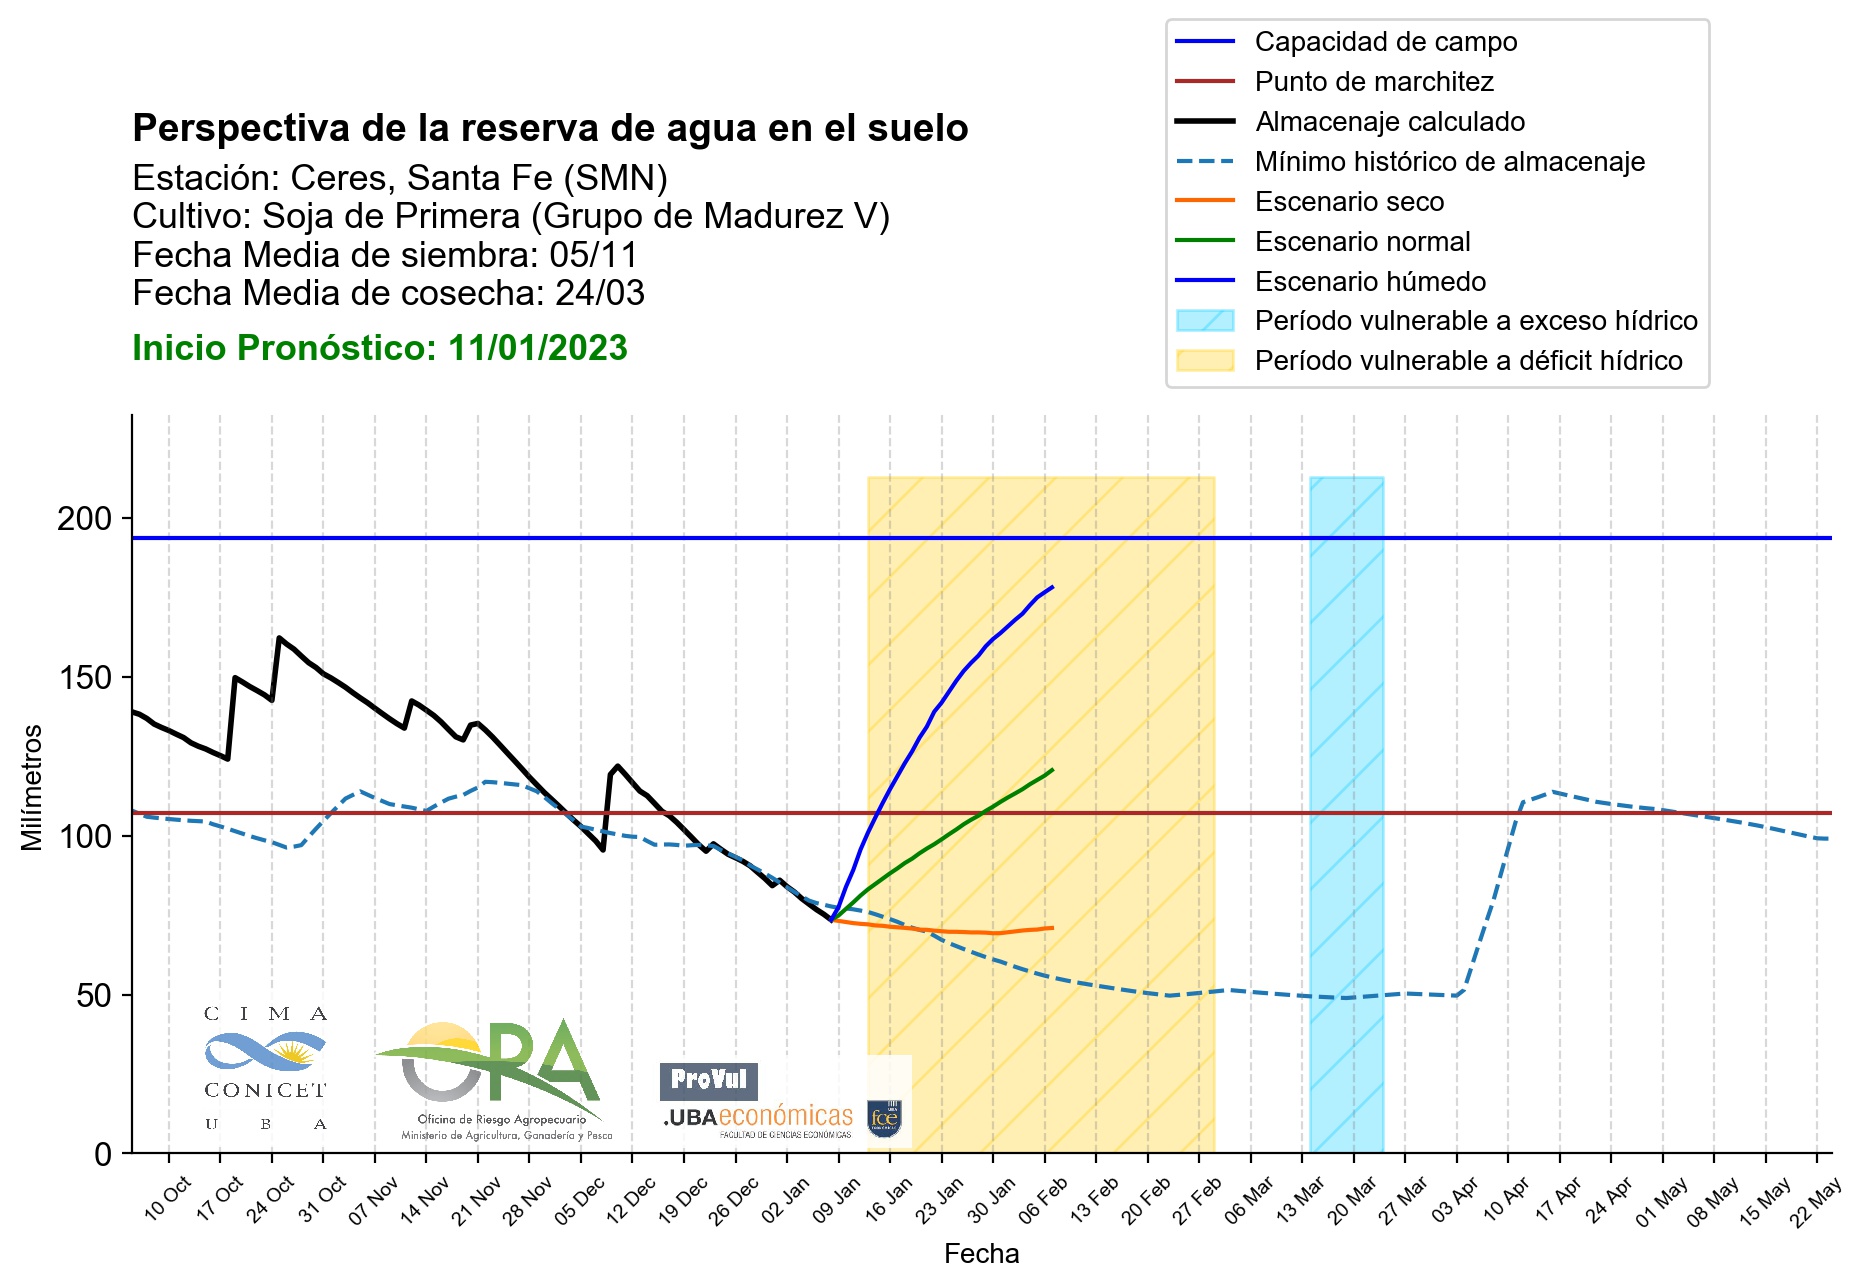 Capacidad de campo
Punto de marchitez
Almacenaje calculado
Mínimo histórico de almacenaje
Escenario seco
Escenario normal
Escenario húmedo
Período vulnerable a exceso hídrico
Período vulnerable a déficit hídrico
Perspectiva de la reserva de agua en el suelo
Estación: Ceres, Santa Fe (SMN)
Cultivo: Soja de Primera (Grupo de Madurez V)
Fecha Media de siembra: 05/11
Fecha Media de cosecha: 24/03
Inicio Pronóstico: 11/01/2023
Milímetros
200
150
100
50
0
C I M A
CONICET
U B A
ORA
Oficina de Riesgo Agropecuario
Ministerio de Agricultura, Ganadería y Pesca
ProVul
.UBAeconómicas
FACULTAD DE CIENCIAS ECONÓMICAS
UBA
fce
ECONÓMICAS
10 Oct
17 Oct
24 Oct
31 Oct
07 Nov
14 Nov
21 Nov
28 Nov
05 Dec
12 Dec
19 Dec
26 Dec
02 Jan
09 Jan
16 Jan
23 Jan
30 Jan
06 Feb
13 Feb
20 Feb
27 Feb
06 Mar
13 Mar
20 Mar
27 Mar
03 Apr
10 Apr
17 Apr
24 Apr
01 May
08 May
15 May
22 May
Fecha